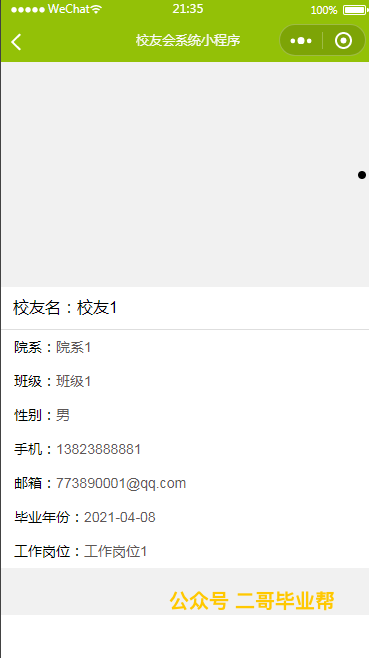 WeChat 21:35 100%
校友会系统小程序
校友名：校友1
院系：院系1
班级：班级1
性别：男
手机：13823888881
邮箱：773890001@qq.com
毕业年份：2021-04-08
工作岗位：工作岗位1
公众号 二哥毕业帮